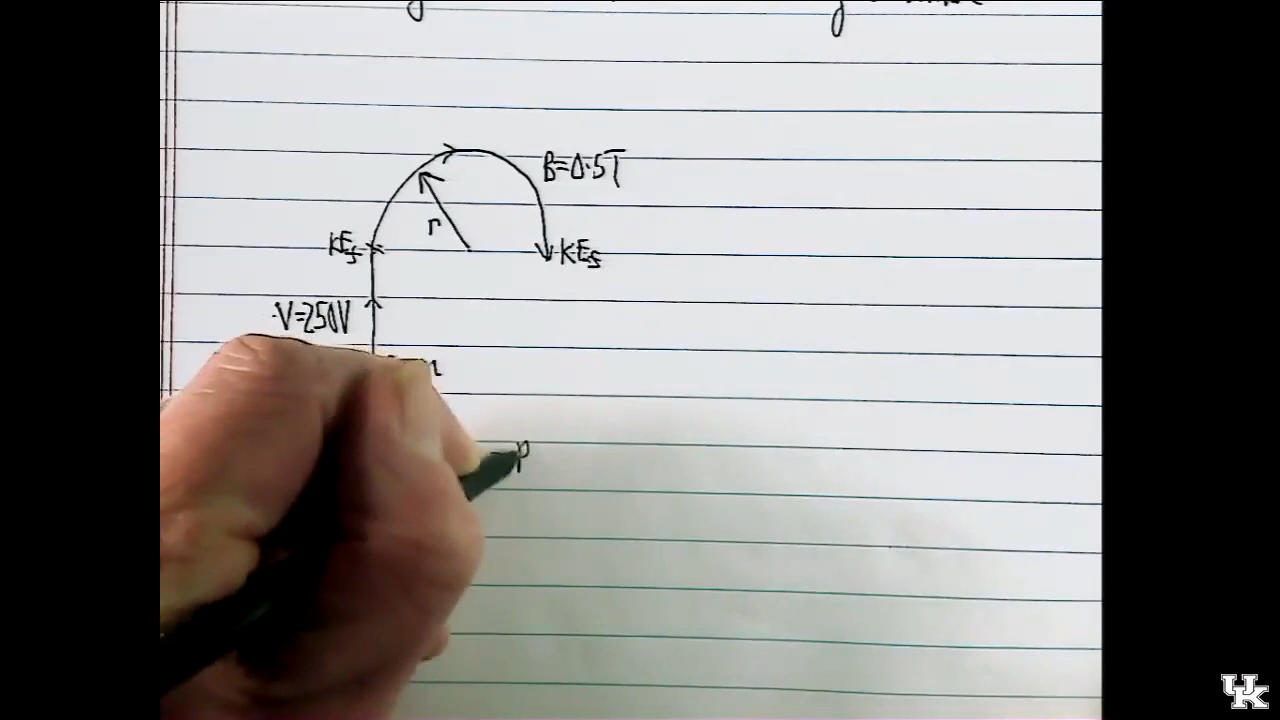 B=0.5T
r
KEf
KEf
V=250V
P
UK